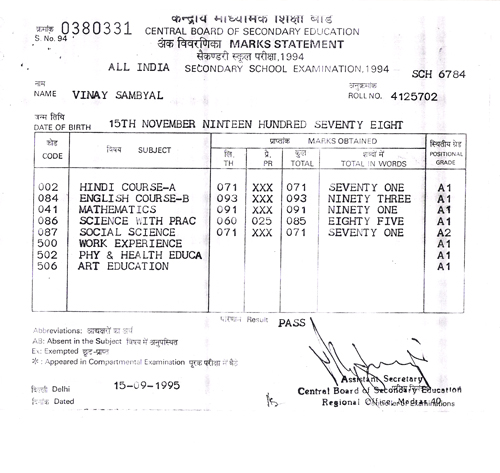 केन्द्रीय माध्यमिक शिक्षा बोर्ड
क्रमांक 0380331 CENTRAL BOARD OF SECONDARY EDUCATION
S. No. 94
अंक विवरणिका MARKS STATEMENT
सैकण्डरी स्कूल परीक्षा,1994
ALL INDIA SECONDARY SCHOOL EXAMINATION,1994 SCH 6784
नाम अनुक्रमांक
NAME VINAY SAMBYAL ROLL NO. 4125702
जन्म तिथि
DATE OF BIRTH 15TH NOVEMBER NINTEEN HUNDRED SEVENTY EIGHT
कोड CODE विषय SUBJECT प्राप्तांक MARKS OBTAINED स्थितीय ग्रेड POSITIONAL GRADE
लि. TH प्रे. PR कुल TOTAL शब्दों में TOTAL IN WORDS
002 HINDI COURSE-A 071 XXX 071 SEVENTY ONE A1
084 ENGLISH COURSE-B 093 XXX 093 NINETY THREE A1
041 MATHEMATICS 091 XXX 091 NINETY ONE A1
086 SCIENCE WITH PRAC 060 025 085 EIGHTY FIVE A1
087 SOCIAL SCIENCE 071 XXX 071 SEVENTY ONE A2
500 WORK EXPERIENCE A1
502 PHY & HEALTH EDUCA A1
506 ART EDUCATION A1
परिणाम Result PASS
Abbreviations:
AB: Absent in the Subject विषय में अनुपस्थित
Ex: Exempted छूट-प्राप्त
* : Appeared in Compartmental Examination पूरक परीक्षा में बैठे
Assistant Secretary
दिल्ली Delhi 15-09-1995
Central Board of Secondary Education
दिनांक Dated Regional Office, Madras 40